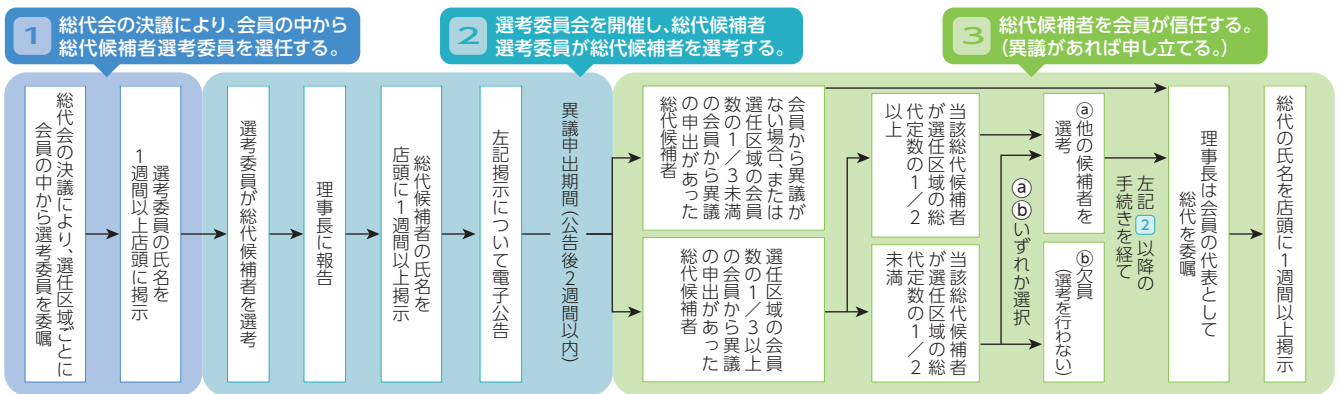 1
総代会の決議により、会員の中から
総代候補者選考委員を選任する。
2
選考委員会を開催し、総代候補者
選考委員が総代候補者を選考する。
3
総代候補者を会員が信任する。
(異議があれば申し立てる。)
総代会の決議により、選任区域ごとに
会員の中から選考委員を委嘱
選考委員の氏名を
1週間以上店頭に掲示
選考委員が総代候補者を選考
理事長に報告
総代候補者の氏名を
店頭に1週間以上掲示
左記掲示について電子公告
異議申出期間(公告後2週間以内)
会員から異議が
ない場合、または
選任区域の会員
数の1/3未満
の会員から異議
の申出があった
総代候補者
選任区域の会員
数の1/3以上
の会員から異議
の申出があった
総代候補者
当該総代候補者
が選任区域の総
代定数の1/2
以上
当該総代候補者
が選任区域の総
代定数の1/2
未満
ⓐⓑいずれか選択
ⓐ他の候補者を
選考
ⓑ欠員
(選考を行わない)
左記2以降の
手続きを経て
理事長は会員の代表として
総代を委嘱
総代の氏名を店頭に1週間以上掲示